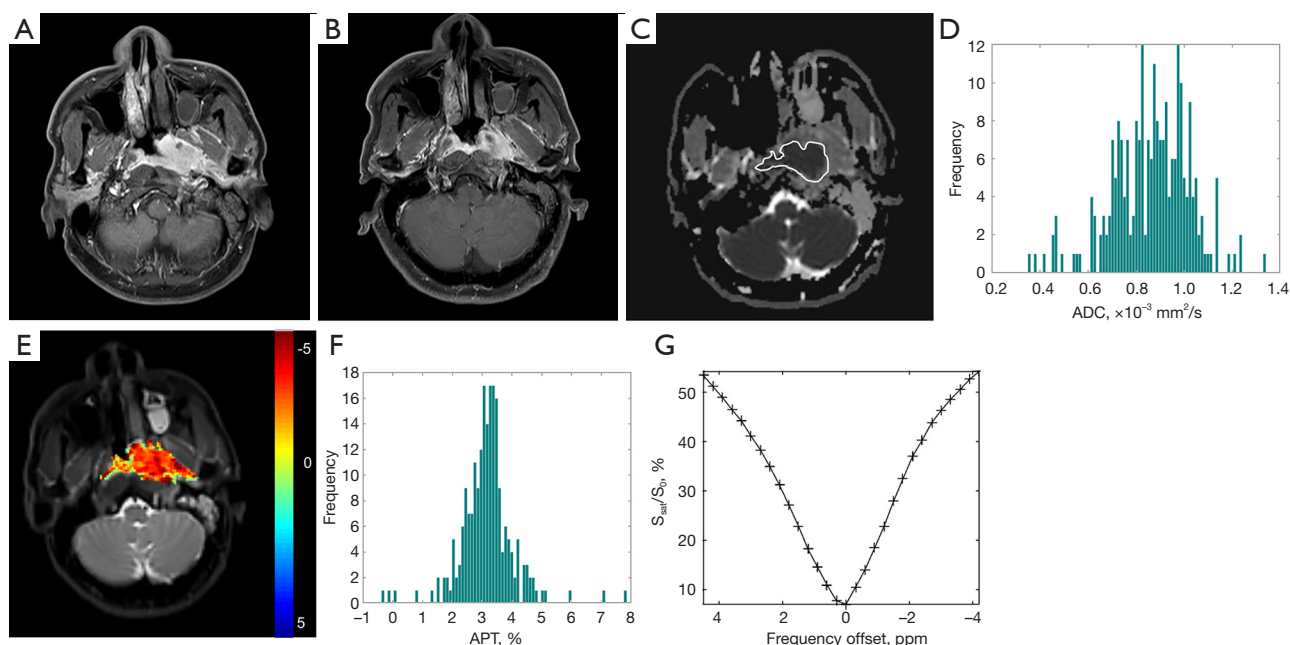 A
B
C
D
Frequency
12
10
8
6
4
2
0
0.2 0.4 0.6 0.8 1.0 1.2 1.4
ADC, ×10⁻³ mm²/s
E
-5
0
5
F
Frequency
18
16
14
12
10
8
6
4
2
0
−1 0 1 2 3 4 5 6 7 8
APT, %
G
S_sat/S_0, %
50
40
30
20
10
4 2 0 −2 −4
Frequency offset, ppm